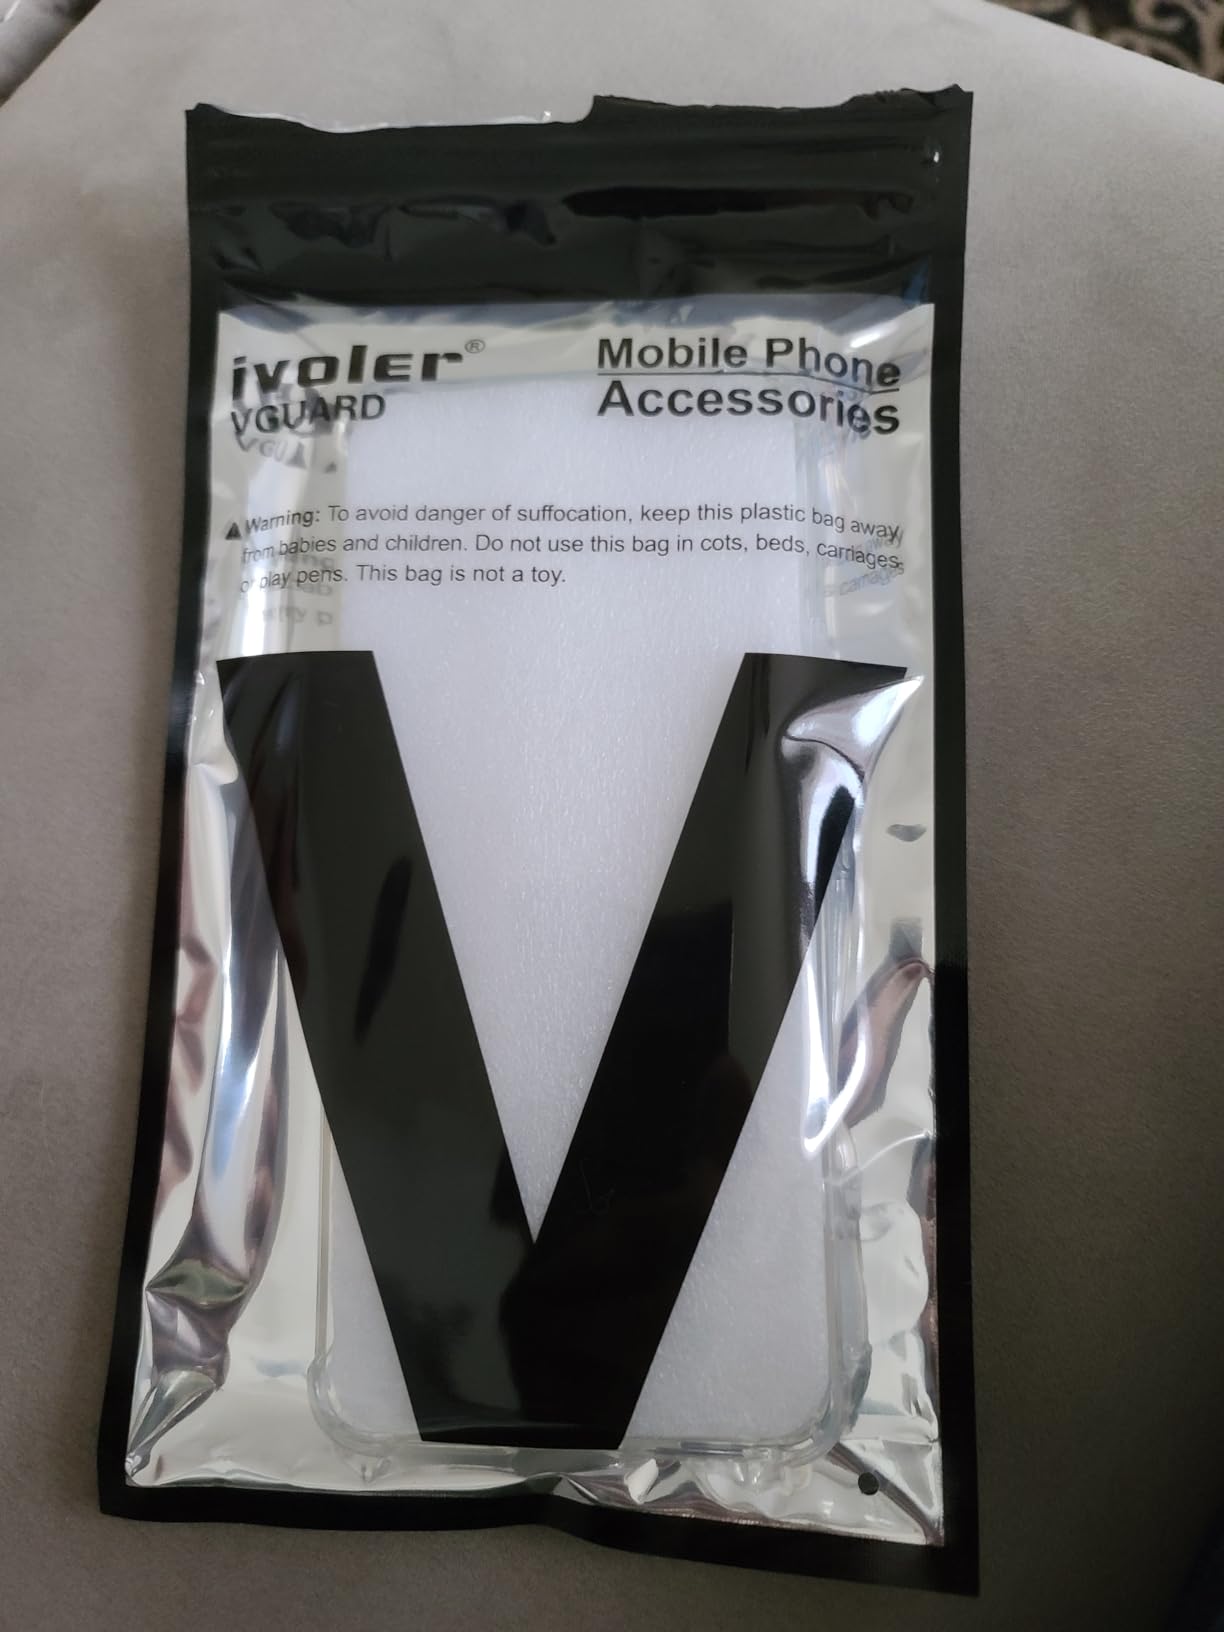 ivoler®
VGUARD
Mobile Phone
Accessories
⚠ Warning: To avoid danger of suffocation, keep this plastic bag away
from babies and children. Do not use this bag in cots, beds, carriages
or play pens. This bag is not a toy.
V